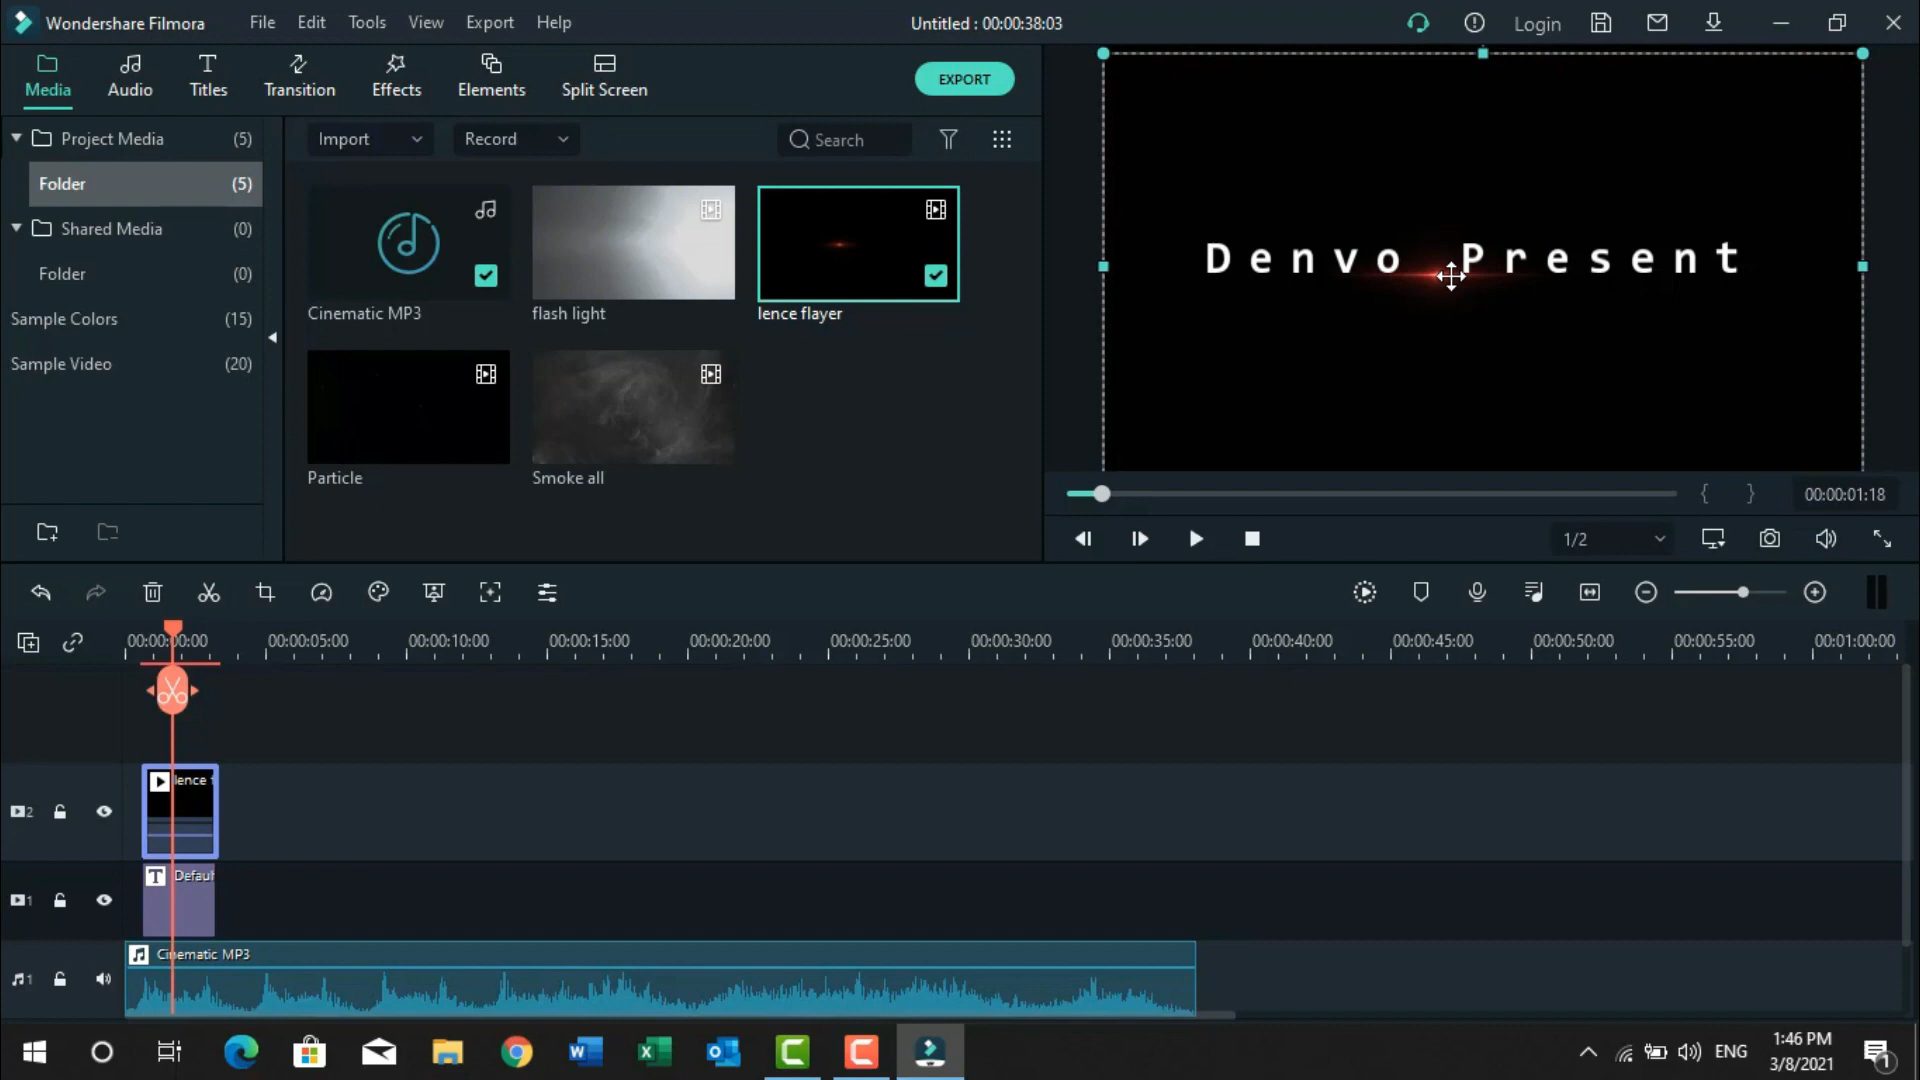 Wondershare Filmora File Edit Tools View Export Help Untitled : 00:00:38:03 Login
Media Audio Titles Transition Effects Elements Split Screen EXPORT
Project Media (5)
Folder (5)
Shared Media (0)
Folder (0)
Sample Colors (15)
Sample Video (20)
Import Record Search
Cinematic MP3 flash light lence flayer
Particle Smoke all
Denvo Present
{ } 00:00:01:18
1/2
00:00:00:00 00:00:05:00 00:00:10:00 00:00:15:00 00:00:20:00 00:00:25:00 00:00:30:00 00:00:35:00 00:00:40:00 00:00:45:00 00:00:50:00 00:00:55:00 00:01:00:00
2 lence
1 T Defaul
Cinematic MP3
1
ENG 1:46 PM
3/8/2021
1